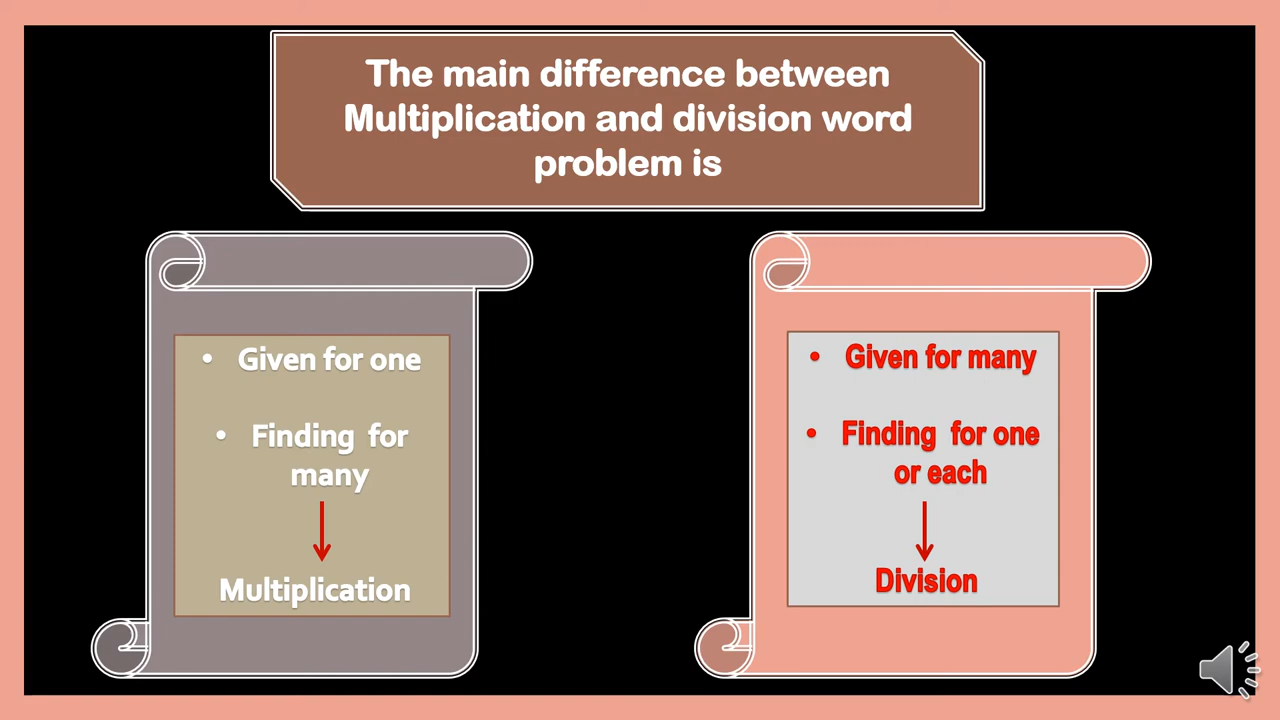 The main difference between
Multiplication and division word
problem is
• Given for one
• Finding for
many
Multiplication
• Given for many
• Finding for one
or each
Division